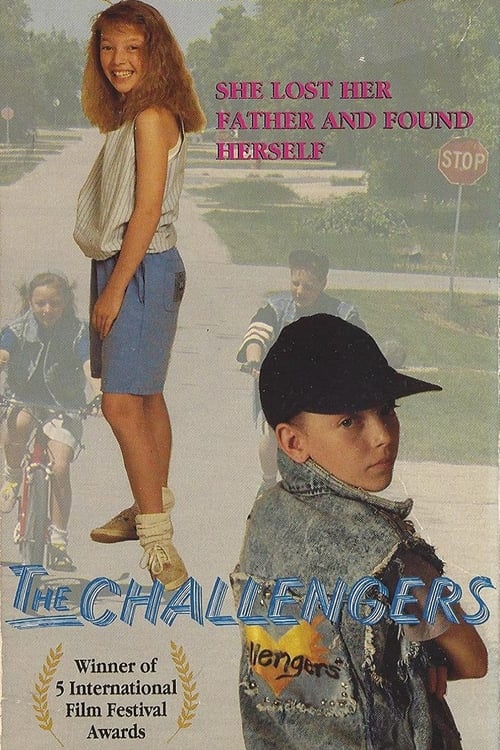 SHE LOST HER
FATHER AND FOUND
HERSELF
STOP
THE CHALLENGERS
llengers
Winner of
5 International
Film Festival
Awards